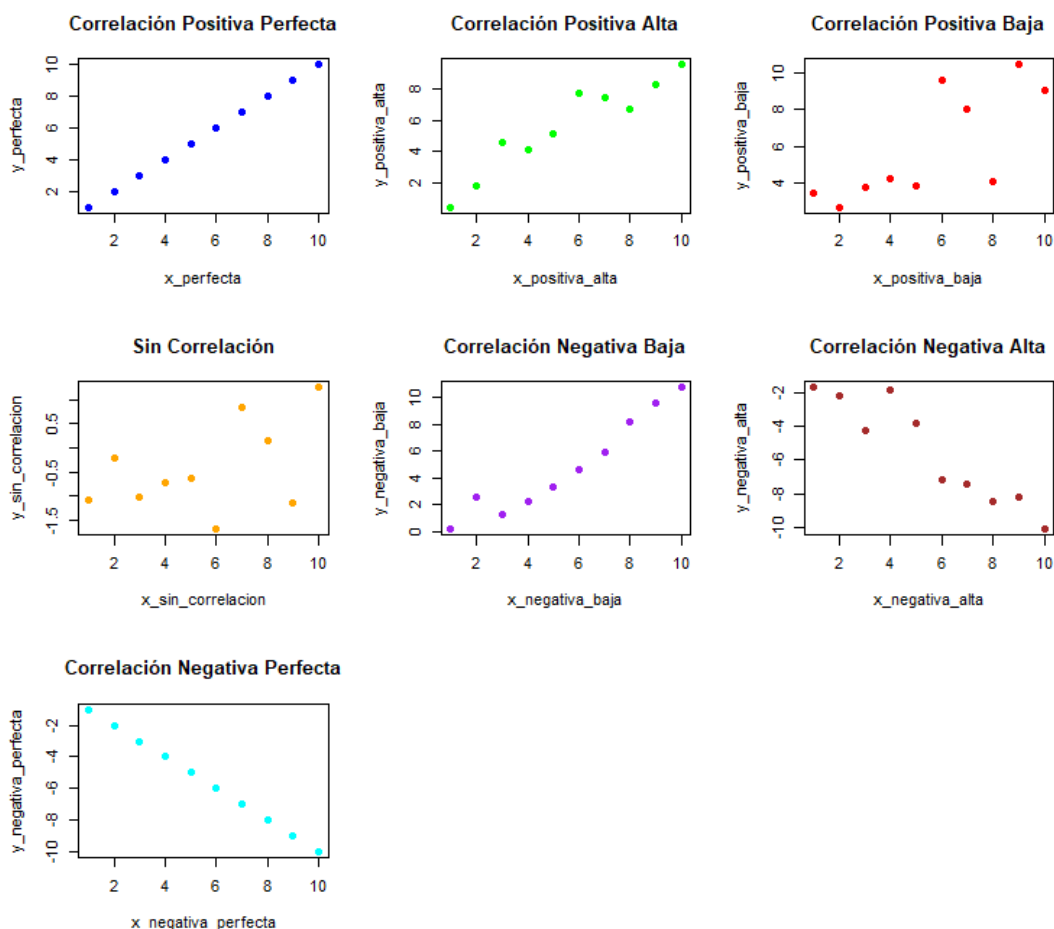 Correlación Positiva Perfecta
y_perfecta
10
8
6
4
2
2 4 6 8 10
x_perfecta
Correlación Positiva Alta
y_positiva_alta
8
6
4
2
2 4 6 8 10
x_positiva_alta
Correlación Positiva Baja
y_positiva_baja
10
8
6
4
2 4 6 8 10
x_positiva_baja
Sin Correlación
y_sin_correlacion
0.5
-0.5
-1.5
2 4 6 8 10
x_sin_correlacion
Correlación Negativa Baja
y_negativa_baja
10
8
6
4
2
0
2 4 6 8 10
x_negativa_baja
Correlación Negativa Alta
y_negativa_alta
-2
-4
-6
-8
-10
2 4 6 8 10
x_negativa_alta
Correlación Negativa Perfecta
y_negativa_perfecta
-2
-4
-6
-8
-10
2 4 6 8 10
x_negativa_perfecta